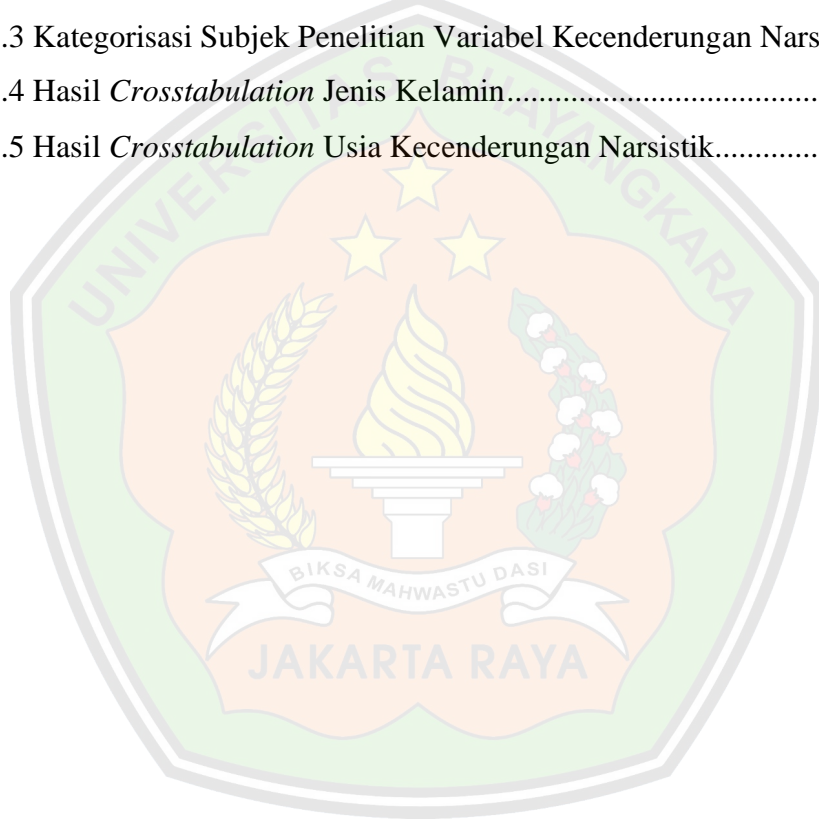 .3 Kategorisasi Subjek Penelitian Variabel Kecenderungan Nars
.4 Hasil Crosstabulation Jenis Kelamin....................................
.5 Hasil Crosstabulation Usia Kecenderungan Narsistik.............
UNIVERSITAS BHAYANGKARA
BIKSA MAHWASTU DASI
JAKARTA RAYA